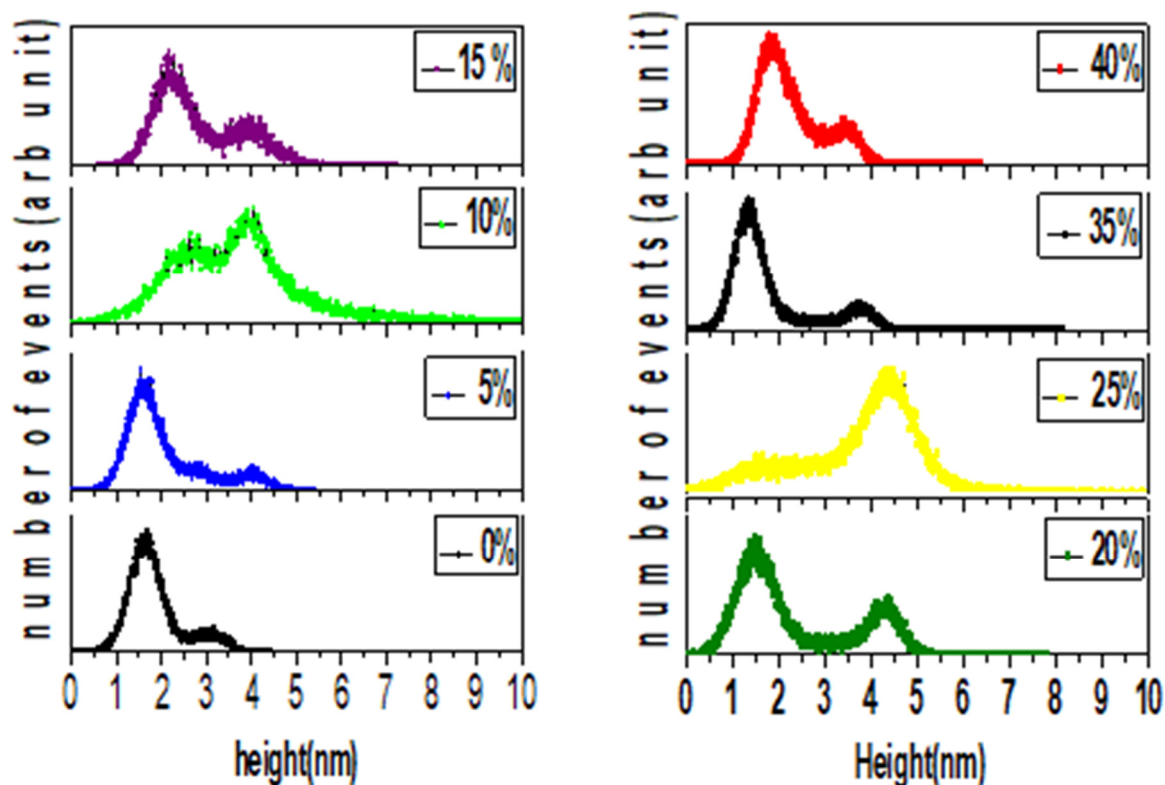 number of events (arb unit)
15 %
10%
5%
0%
0 1 2 3 4 5 6 7 8 9 10
height(nm)
number of events (arb unit)
40%
35%
25%
20%
0 1 2 3 4 5 6 7 8 9 10
Height(nm)